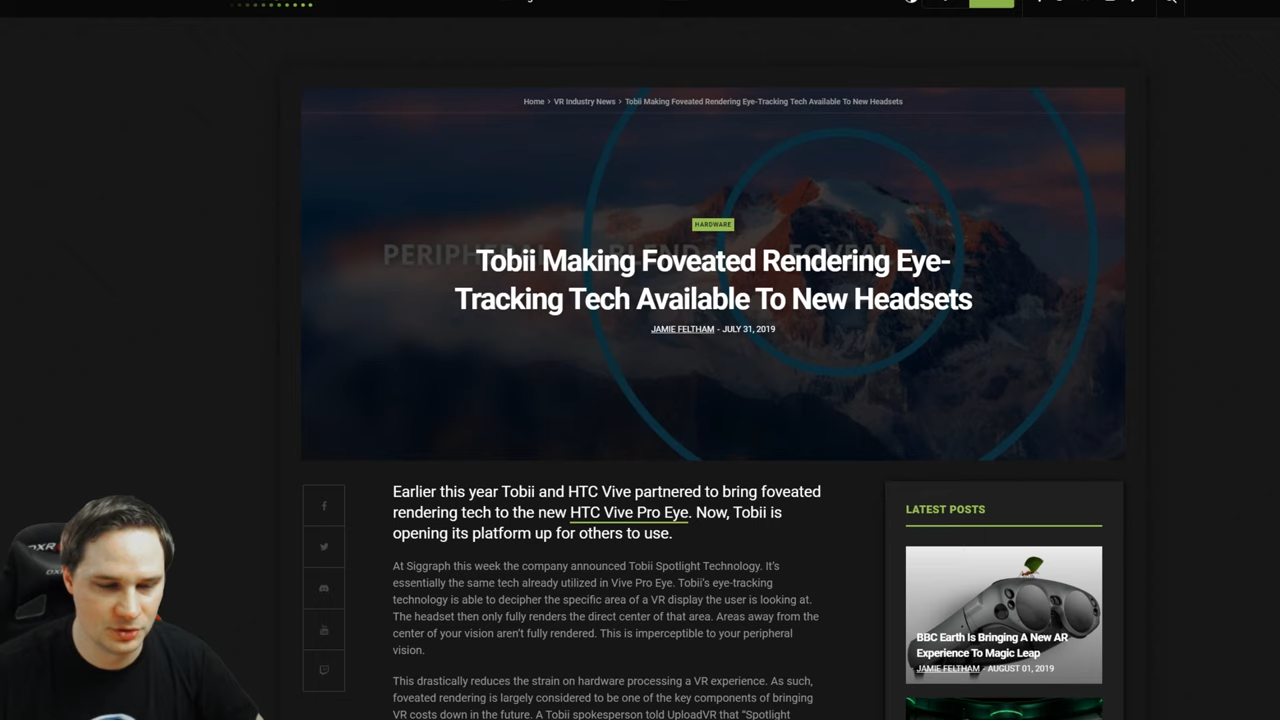 Home > VR Industry News > Tobii Making Foveated Rendering Eye-Tracking Tech Available To New Headsets
HARDWARE
PERIPHERAL BLEND FOVEAL
Tobii Making Foveated Rendering Eye-
Tracking Tech Available To New Headsets
JAMIE FELTHAM - JULY 31, 2019
Earlier this year Tobii and HTC Vive partnered to bring foveated
rendering tech to the new HTC Vive Pro Eye. Now, Tobii is
opening its platform up for others to use.
At Siggraph this week the company announced Tobii Spotlight Technology. It's
essentially the same tech already utilized in Vive Pro Eye. Tobii's eye-tracking
technology is able to decipher the specific area of a VR display the user is looking at.
The headset then only fully renders the direct center of that area. Areas away from the
center of your vision aren't fully rendered. This is imperceptible to your peripheral
vision.
This drastically reduces the strain on hardware processing a VR experience. As such,
foveated rendering is largely considered to be one of the key components of bringing
VR costs down in the future. A Tobii spokesperson told UploadVR that "Spotlight
LATEST POSTS
BBC Earth Is Bringing A New AR
Experience To Magic Leap
JAMIE FELTHAM - AUGUST 01, 2019
DXR